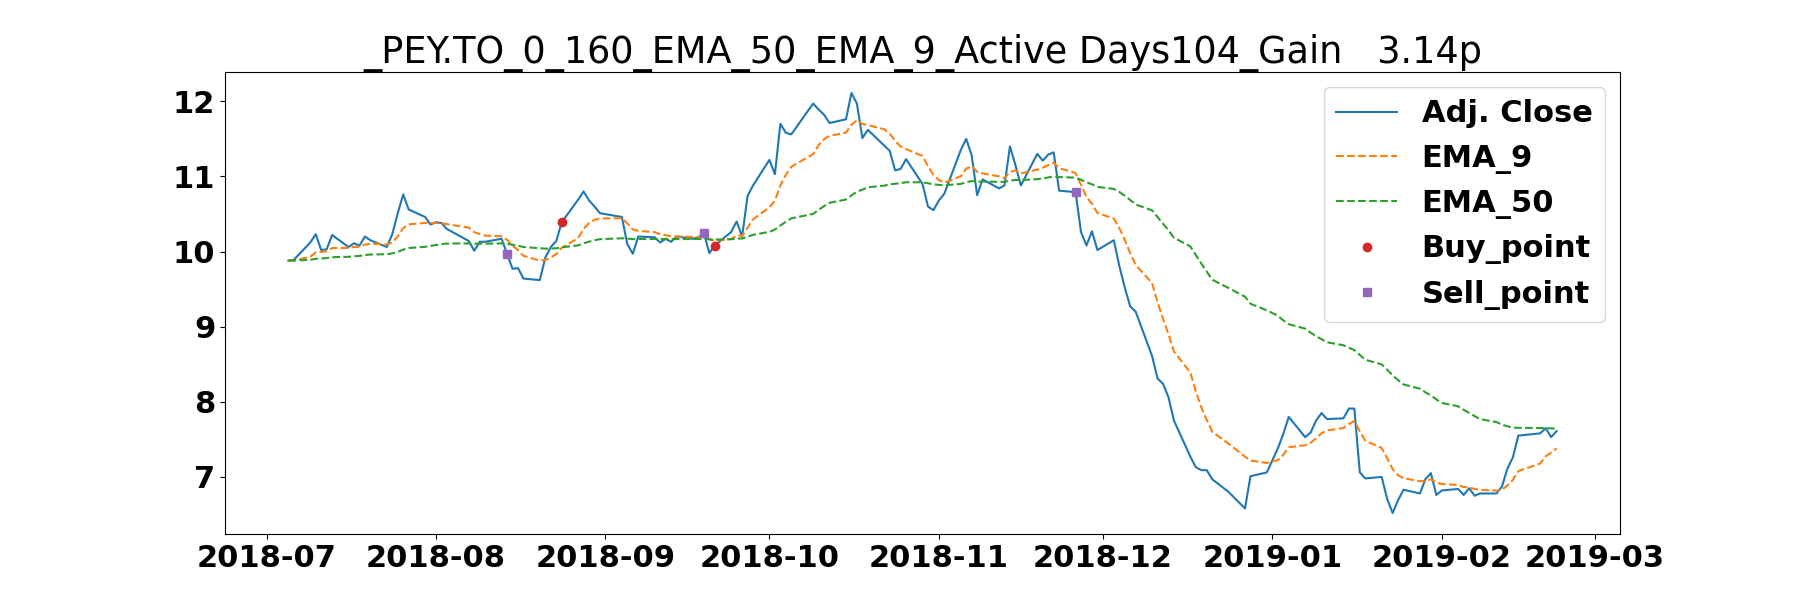 _PEY.TO_0_160_EMA_50_EMA_9_Active Days104_Gain   3.14p
12
11
10
9
8
7
Adj. Close
EMA_9
EMA_50
Buy_point
Sell_point
2018-07 2018-08 2018-09 2018-10 2018-11 2018-12 2019-01 2019-02 2019-03